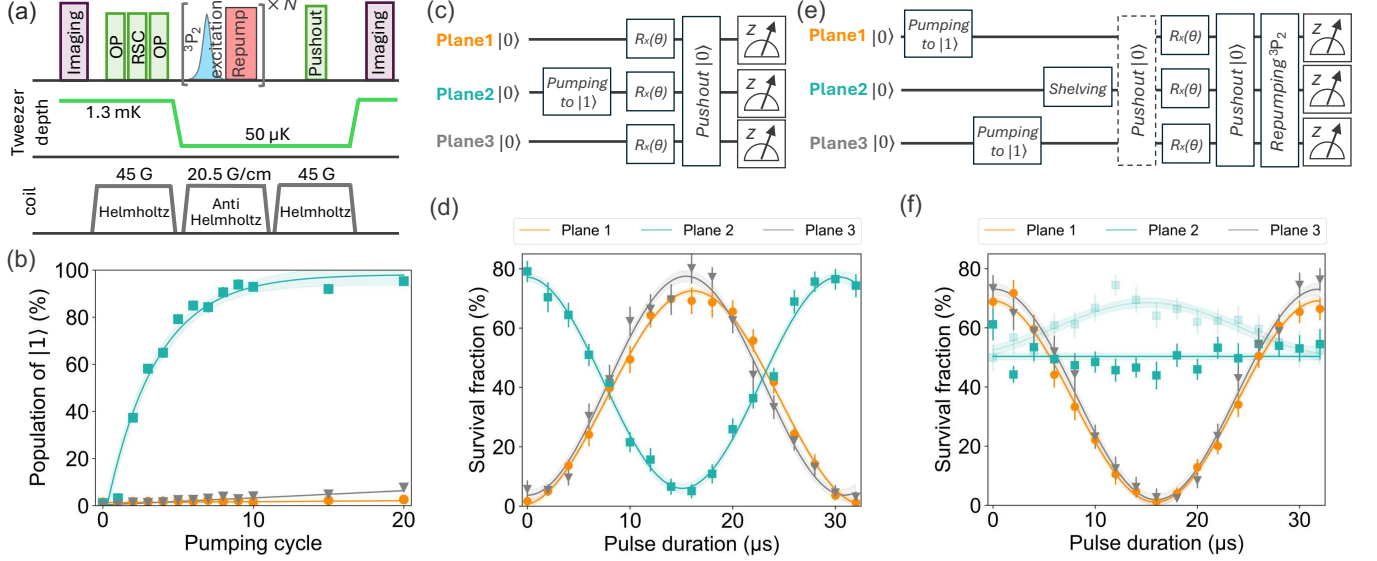 (a)
× N
Imaging
OP
RSC
OP
³P₂
excitation
Repump
Pushout
Imaging
Tweezer
depth
1.3 mK
50 µK
coil
45 G
20.5 G/cm
45 G
Helmholtz
Anti
Helmholtz
Helmholtz
(b)
Population of |1⟩ (%)
100
80
60
40
20
0
0
10
20
Pumping cycle
(c)
Plane1 |0⟩
Rₓ(θ)
Z
Plane2 |0⟩
Pumping
to |1⟩
Rₓ(θ)
Z
Plane3 |0⟩
Rₓ(θ)
Z
Pushout |0⟩
(d)
Plane 1
Plane 2
Plane 3
Survival fraction (%)
80
60
40
20
0
0
10
20
30
Pulse duration (µs)
(e)
Plane1 |0⟩
Pumping
to |1⟩
Rₓ(θ)
Z
Plane2 |0⟩
Shelving
Rₓ(θ)
Z
Plane3 |0⟩
Pumping
to |1⟩
Rₓ(θ)
Z
Pushout |0⟩
Pushout |0⟩
Repumping ³P₂
(f)
Plane 1
Plane 2
Plane 3
Survival fraction (%)
80
60
40
20
0
0
10
20
30
Pulse duration (µs)